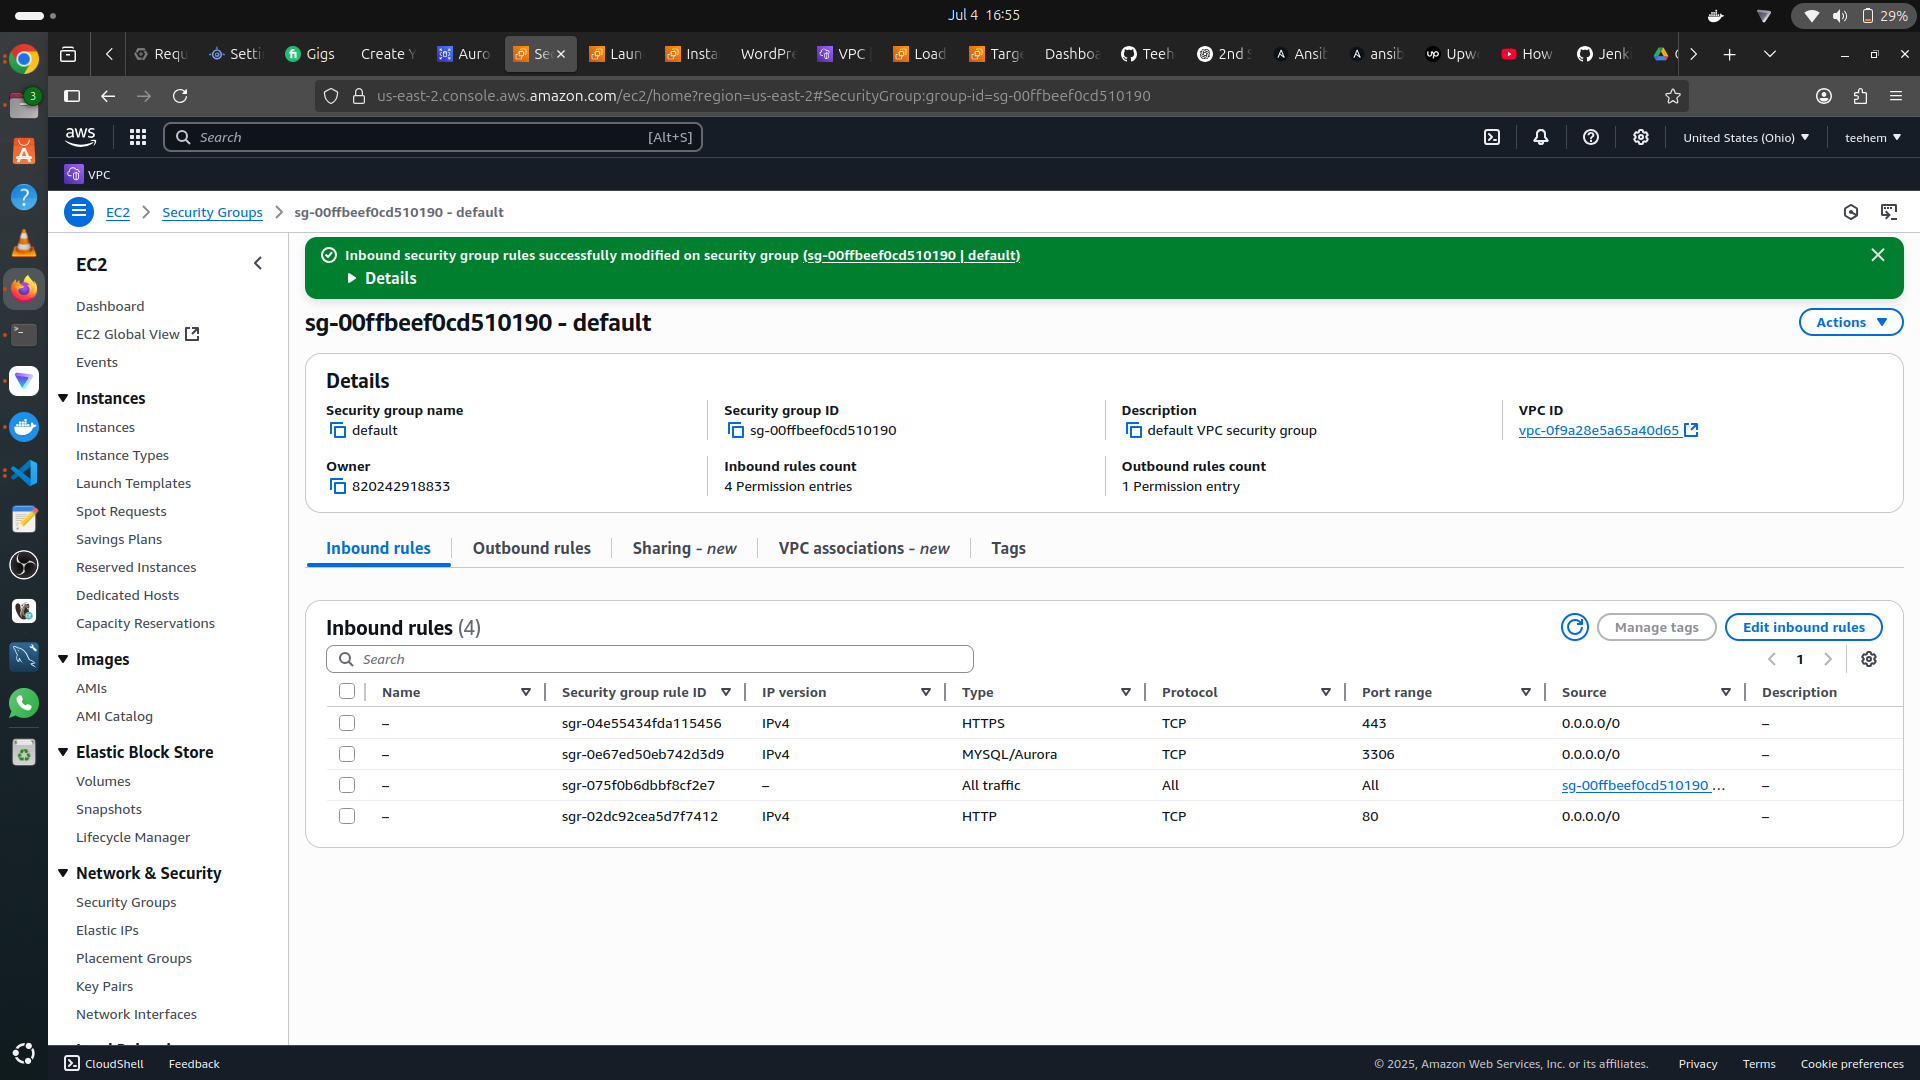 Jul 4 16:55
29%
Requ
Setti
Gigs
Create Y
Auro
Sec
Laun
Insta
WordPre
VPC
Load
Targe
Dashboa
Teeh
2nd S
Ansib
ansib
Upwo
How
Jenki
us-east-2.console.aws.amazon.com/ec2/home?region=us-east-2#SecurityGroup:group-id=sg-00ffbeef0cd510190
3
aws
Search
[Alt+S]
United States (Ohio)
teehem
VPC
EC2
Security Groups
sg-00ffbeef0cd510190 - default
EC2
Dashboard
EC2 Global View
Events
Instances
Instances
Instance Types
Launch Templates
Spot Requests
Savings Plans
Reserved Instances
Dedicated Hosts
Capacity Reservations
Images
AMIs
AMI Catalog
Elastic Block Store
Volumes
Snapshots
Lifecycle Manager
Network & Security
Security Groups
Elastic IPs
Placement Groups
Key Pairs
Network Interfaces
Inbound security group rules successfully modified on security group (sg-00ffbeef0cd510190 | default)
Details
sg-00ffbeef0cd510190 - default
Actions
Details
Security group name
default
Security group ID
sg-00ffbeef0cd510190
Description
default VPC security group
VPC ID
vpc-0f9a28e5a65a40d65
Owner
820242918833
Inbound rules count
4 Permission entries
Outbound rules count
1 Permission entry
Inbound rules
Outbound rules
Sharing - new
VPC associations - new
Tags
Inbound rules (4)
Manage tags
Edit inbound rules
Search
1
Name Security group rule ID IP version Type Protocol Port range Source Description
– sgr-04e55434fda115456 IPv4 HTTPS TCP 443 0.0.0.0/0 –
– sgr-0e67ed50eb742d3d9 IPv4 MYSQL/Aurora TCP 3306 0.0.0.0/0 –
– sgr-075f0b6dbbf8cf2e7 – All traffic All All sg-00ffbeef0cd510190 … –
– sgr-02dc92cea5d7f7412 IPv4 HTTP TCP 80 0.0.0.0/0 –
CloudShell
Feedback
© 2025, Amazon Web Services, Inc. or its affiliates.
Privacy
Terms
Cookie preferences